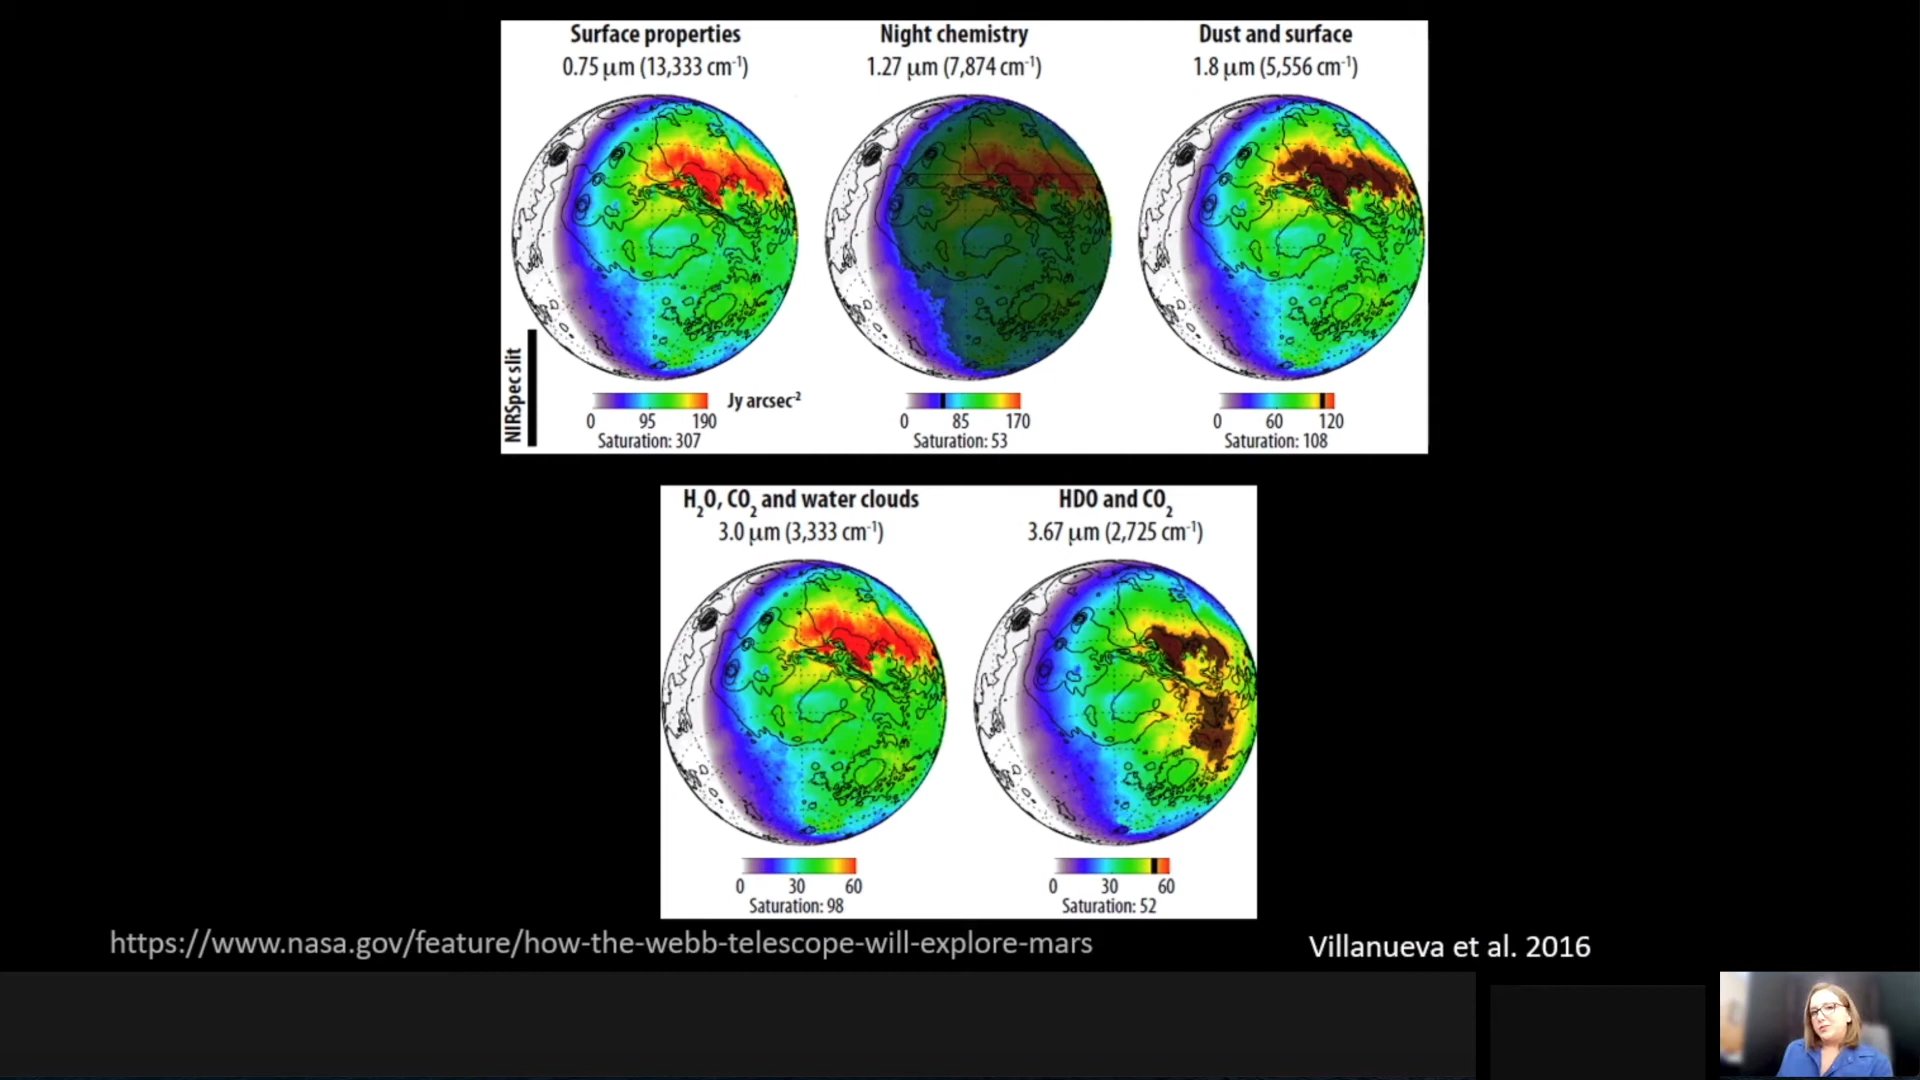 Surface properties
0.75 μm (13,333 cm⁻¹)
Night chemistry
1.27 μm (7,874 cm⁻¹)
Dust and surface
1.8 μm (5,556 cm⁻¹)
NIRSpec slit
Jy arcsec⁻²
0 95 190
Saturation: 307
0 85 170
Saturation: 53
0 60 120
Saturation: 108
H₂O, CO₂ and water clouds
3.0 μm (3,333 cm⁻¹)
HDO and CO₂
3.67 μm (2,725 cm⁻¹)
0 30 60
Saturation: 98
0 30 60
Saturation: 52
https://www.nasa.gov/feature/how-the-webb-telescope-will-explore-mars
Villanueva et al. 2016